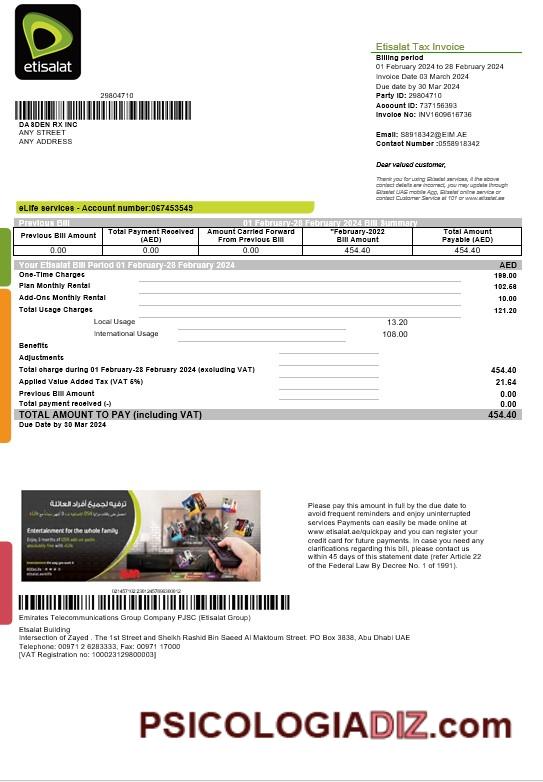 etisalat
Etisalat Tax Invoice
Billing period
01 February 2024 to 28 February 2024
Invoice Date 03 March 2024
Due date by 30 Mar 2024
Party ID: 29804710
Account ID: 737156393
Invoice No: INV1609616736
Email: S8918342@EIM.AE
Contact Number :0558918342
29804710
DA8DEN RX INC
ANY STREET
ANY ADDRESS
Dear valued customer,
Thank you for using Etisalat services, if the above
contact details are incorrect, you may update through
Etisalat UAE mobile App, Etisalat online service or
contact Customer Service at 101 or www.etisalat.ae
eLife services - Account number:067453549
Previous Bill 01 February-28 February 2024 Bill Summary
Previous Bill Amount Total Payment Received (AED) Amount Carried Forward From Previous Bill "February-2022 Bill Amount Total Amount Payable (AED)
0.00 0.00 0.00 454.40 454.40
Your Etisalat Bill Period 01 February-28 February 2024 AED
One-Time Charges 199.00
Plan Monthly Rental 102.56
Add-Ons Monthly Rental 10.00
Total Usage Charges 121.20
Local Usage 13.20
International Usage 108.00
Benefits
Adjustments
Total charge during 01 February-28 February 2024 (excluding VAT) 454.40
Applied Value Added Tax (VAT 5%) 21.64
Previous Bill Amount 0.00
Total payment received (-) 0.00
TOTAL AMOUNT TO PAY (including VAT) 454.40
Due Date by 30 Mar 2024
ترفيه لجميع أفراد العائلة
Entertainment for the whole family
Enjoy 3 months of OSN add-on packs
absolutely free with eLife
Please pay this amount in full by the due date to
avoid frequent reminders and enjoy uninterrupted
services Payments can easily be made online at
www.etisalat.ae/quickpay and you can register your
credit card for future payments. In case you need any
clarifications regarding this bill, please contact us
within 45 days of this statement date (refer Article 22
of the Federal Law By Decree No. 1 of 1991).
Emirates Telecommunications Group Company PJSC (Etisalat Group)
Etisalat Building
Intersection of Zayed . The 1st Street and Sheikh Rashid Bin Saeed Al Maktoum Street. PO Box 3838, Abu Dhabi UAE
Telephone: 00971 2 6283333, Fax: 00971 17000
[VAT Registration no: 100023129800003]
PSICOLOGIADIZ.com